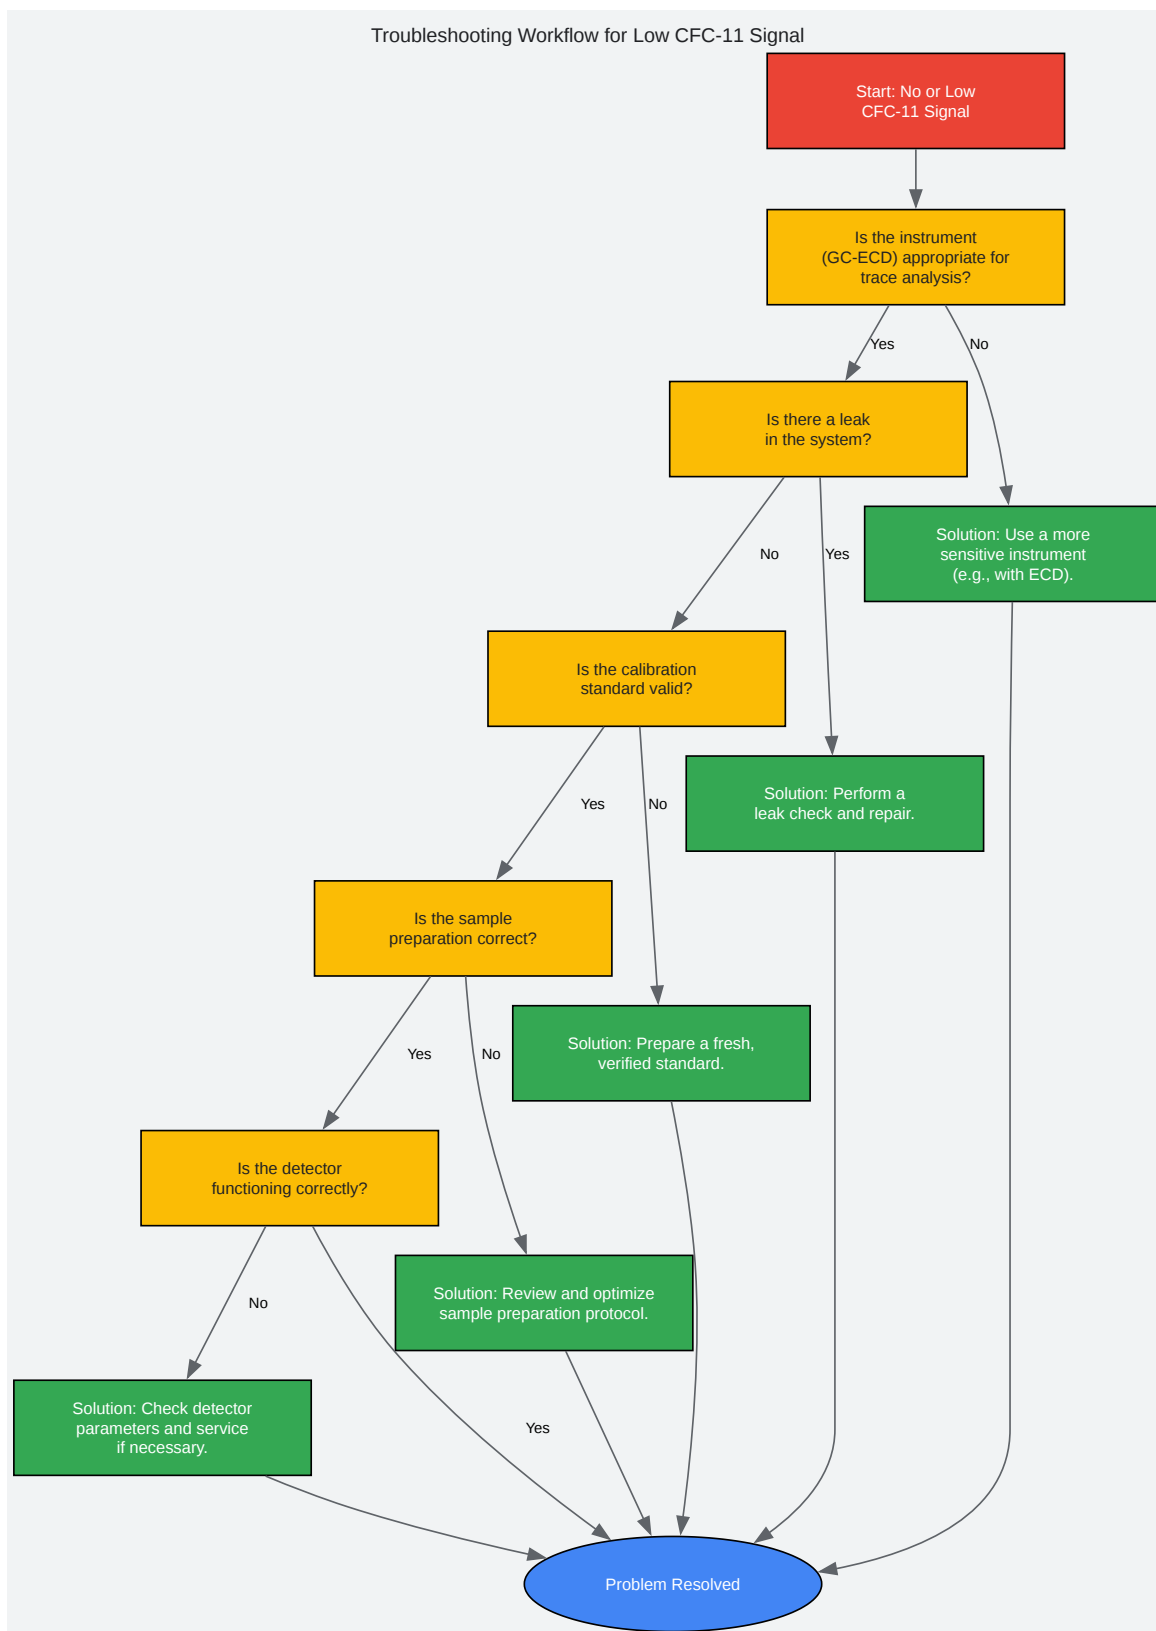 Troubleshooting Workflow for Low CFC-11 Signal
Start: No or Low
CFC-11 Signal
Is the instrument
(GC-ECD) appropriate for
trace analysis?
Yes
No
Is there a leak
in the system?
Solution: Use a more
sensitive instrument
(e.g., with ECD).
No
Yes
Is the calibration
standard valid?
Solution: Perform a
leak check and repair.
Yes
No
Is the sample
preparation correct?
Solution: Prepare a fresh,
verified standard.
Yes
No
Is the detector
functioning correctly?
Solution: Review and optimize
sample preparation protocol.
No
Yes
Solution: Check detector
parameters and service
if necessary.
Problem Resolved